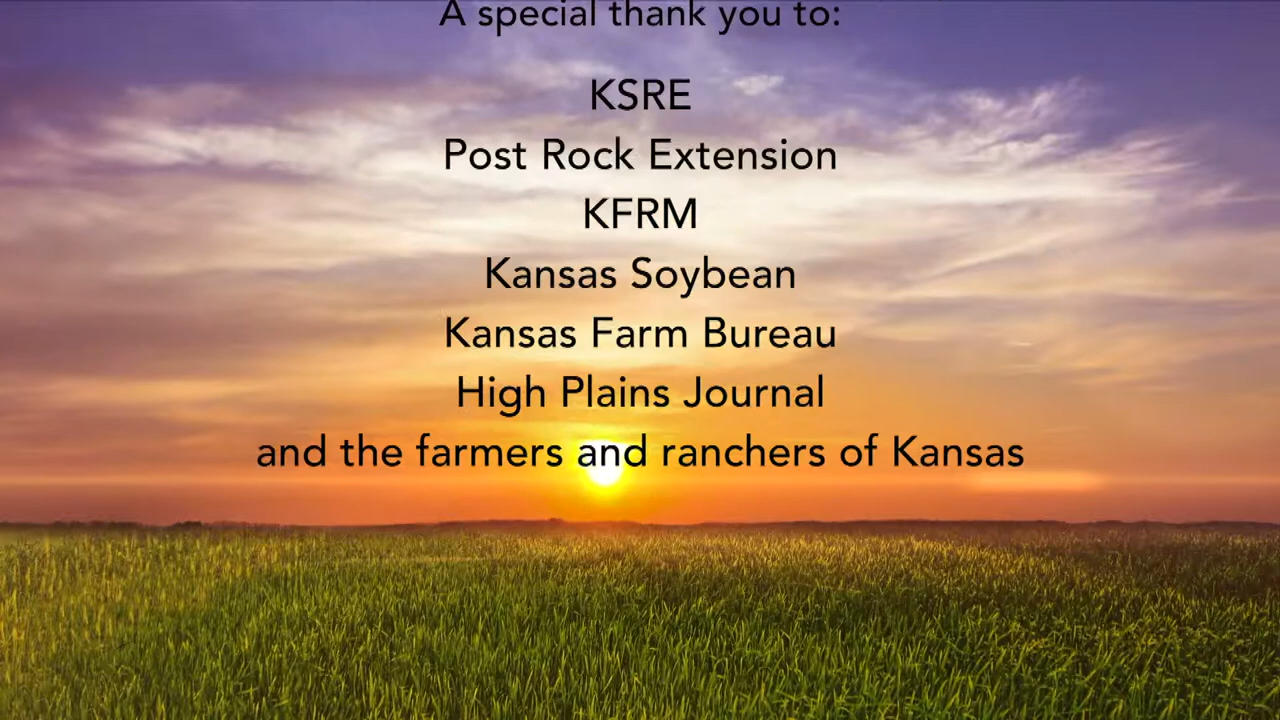 A special thank you to:
KSRE
Post Rock Extension
KFRM
Kansas Soybean
Kansas Farm Bureau
High Plains Journal
and the farmers and ranchers of Kansas